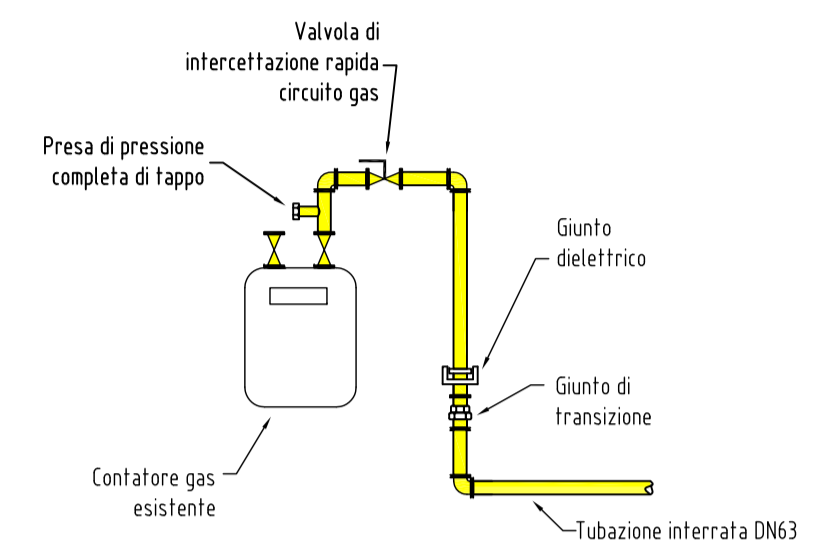 Valvola di
intercettazione rapida
circuito gas
Presa di pressione
completa di tappo
Giunto
dielettrico
Giunto di
transizione
Contatore gas
esistente
Tubazione interrata DN63